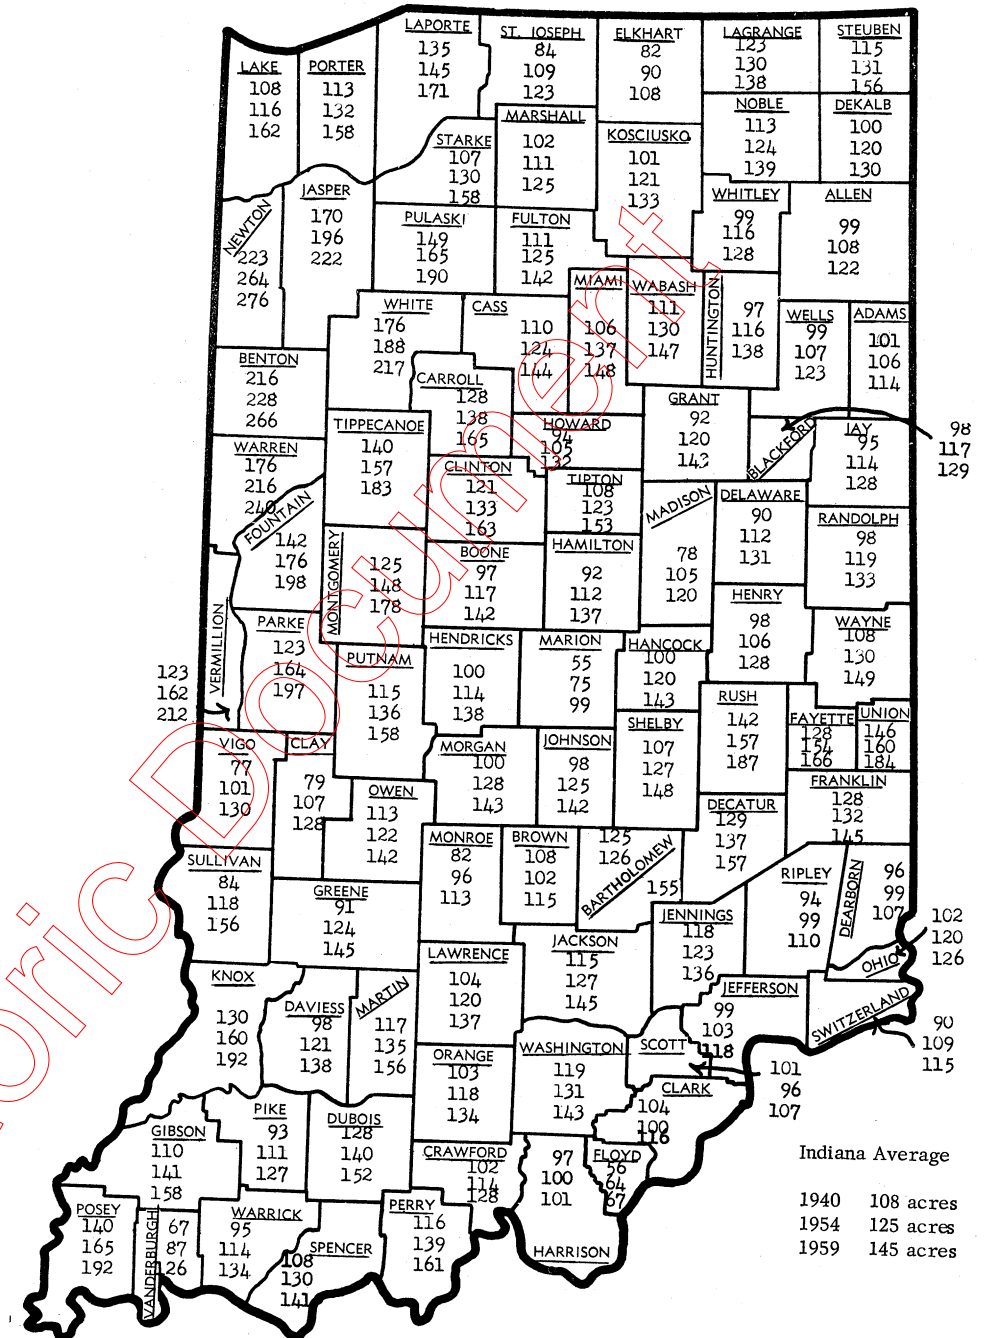 LAPORTE
135
145
171
ST. JOSEPH
84
109
123
ELKHART
82
90
108
LAGRANGE
123
130
138
STEUBEN
115
131
156
LAKE
108
116
162
PORTER
113
132
158
MARSHALL
102
111
125
NOBLE
113
124
139
DEKALB
100
120
130
STARKE
107
130
158
KOSCIUSKO
101
121
133
JASPER
170
196
222
NEWTON
223
264
276
PULASKI
149
165
190
FULTON
111
125
142
WHITLEY
99
116
128
ALLEN
99
108
122
WHITE
176
188
217
CASS
110
124
144
MIAMI
106
137
148
WABASH
111
130
147
HUNTINGTON
97
116
138
WELLS
99
107
123
ADAMS
101
106
114
BENTON
216
228
266
CARROLL
128
138
165
GRANT
92
120
143
BLACKFORD
98
117
129
JAY
95
114
128
WARREN
176
216
240
TIPPECANOE
140
157
183
HOWARD
94
105
132
CLINTON
121
133
163
TIPTON
108
123
153
MADISON
78
105
120
DELAWARE
90
112
131
RANDOLPH
98
119
133
FOUNTAIN
142
176
198
MONTGOMERY
125
148
178
BOONE
97
117
142
HAMILTON
92
112
137
HENRY
98
106
128
WAYNE
108
130
149
VERMILLION
123
162
212
PARKE
123
164
197
PUTNAM
115
136
158
HENDRICKS
100
114
138
MARION
55
75
99
HANCOCK
100
120
143
RUSH
142
157
187
FAYETTE
128
154
166
UNION
146
160
184
VIGO
77
101
130
CLAY
79
107
128
OWEN
113
122
142
MORGAN
100
128
143
JOHNSON
98
125
142
SHELBY
107
127
148
DECATUR
129
137
157
FRANKLIN
128
132
145
SULLIVAN
84
118
156
GREENE
91
124
145
MONROE
82
96
113
BROWN
108
102
115
BARTHOLOMEW
125
126
155
JENNINGS
118
123
136
RIPLEY
94
99
110
DEARBORN
96
99
107
OHIO
102
120
126
KNOX
130
160
192
DAVIESS
98
121
138
MARTIN
117
135
156
LAWRENCE
104
120
137
JACKSON
115
127
145
JEFFERSON
99
103
118
SWITZERLAND
90
109
115
ORANGE
103
118
134
WASHINGTON
119
131
143
SCOTT
101
96
107
CLARK
104
100
116
GIBSON
110
141
158
PIKE
93
111
127
DUBOIS
128
140
152
CRAWFORD
102
114
128
HARRISON
97
100
101
FLOYD
56
64
67
POSEY
140
165
192
VANDERBURGH
67
87
126
WARRICK
95
114
134
SPENCER
108
130
141
PERRY
116
139
161
Indiana Average
1940 108 acres
1954 125 acres
1959 145 acres
oric Document